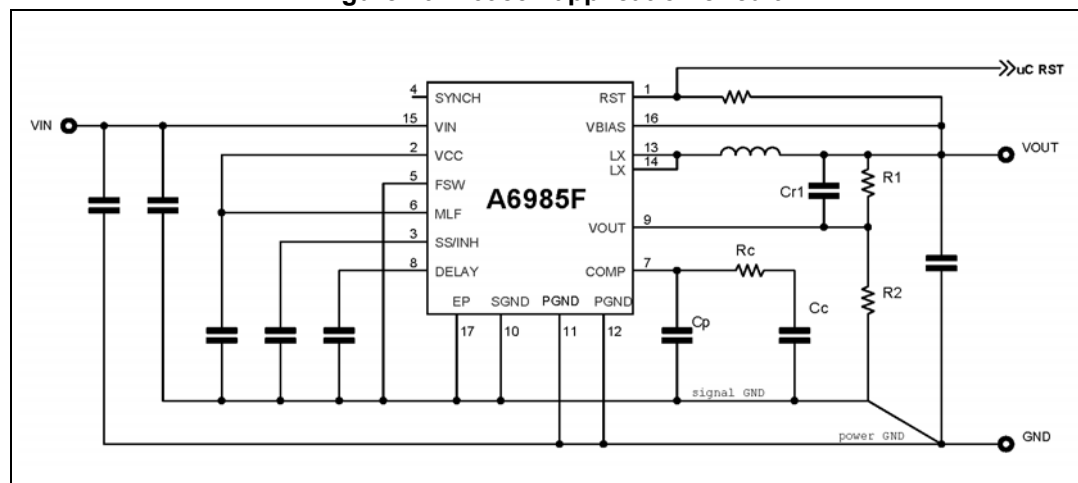 application
4 SYNCH
RST 1
uC RST
VIN
15 VIN
VBIAS 16
2 VCC
LX 13
LX 14
VOUT
5 FSW
A6985F
Cr1
R1
6 MLF
VOUT 9
3 SS/INH
8 DELAY
COMP 7
Rc
R2
EP SGND PGND PGND
17 10 11 12
Cp
Cc
signal GND
power GND
GND